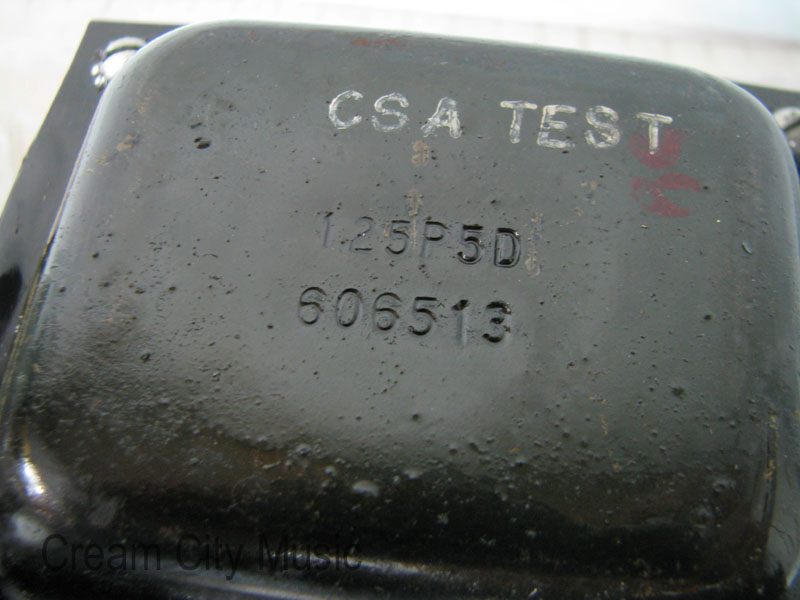 CSA TEST
125P5D
606513
Cream City Music